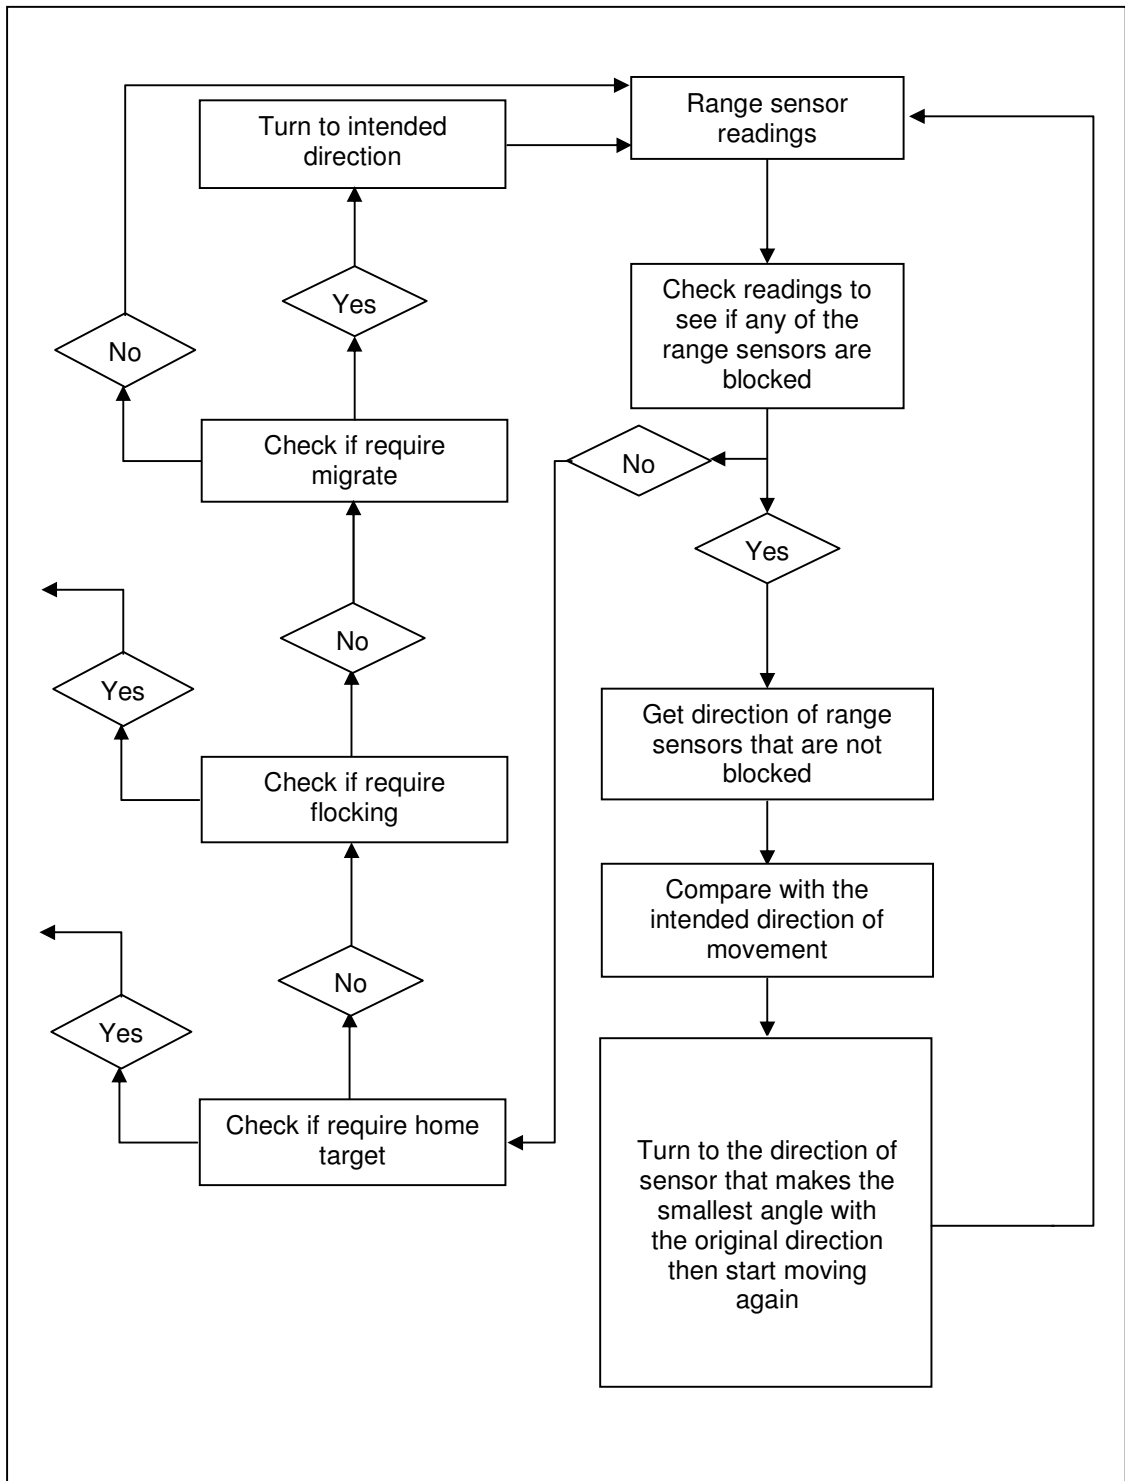 Range sensor
readings
Turn to intended
direction
Check readings to
see if any of the
range sensors are
blocked
Yes
No
Check if require
migrate
No
Yes
No
Yes
Get direction of range
sensors that are not
blocked
Check if require
flocking
Compare with the
intended direction of
movement
No
Yes
Check if require home
target
Turn to the direction of
sensor that makes the
smallest angle with
the original direction
then start moving
again